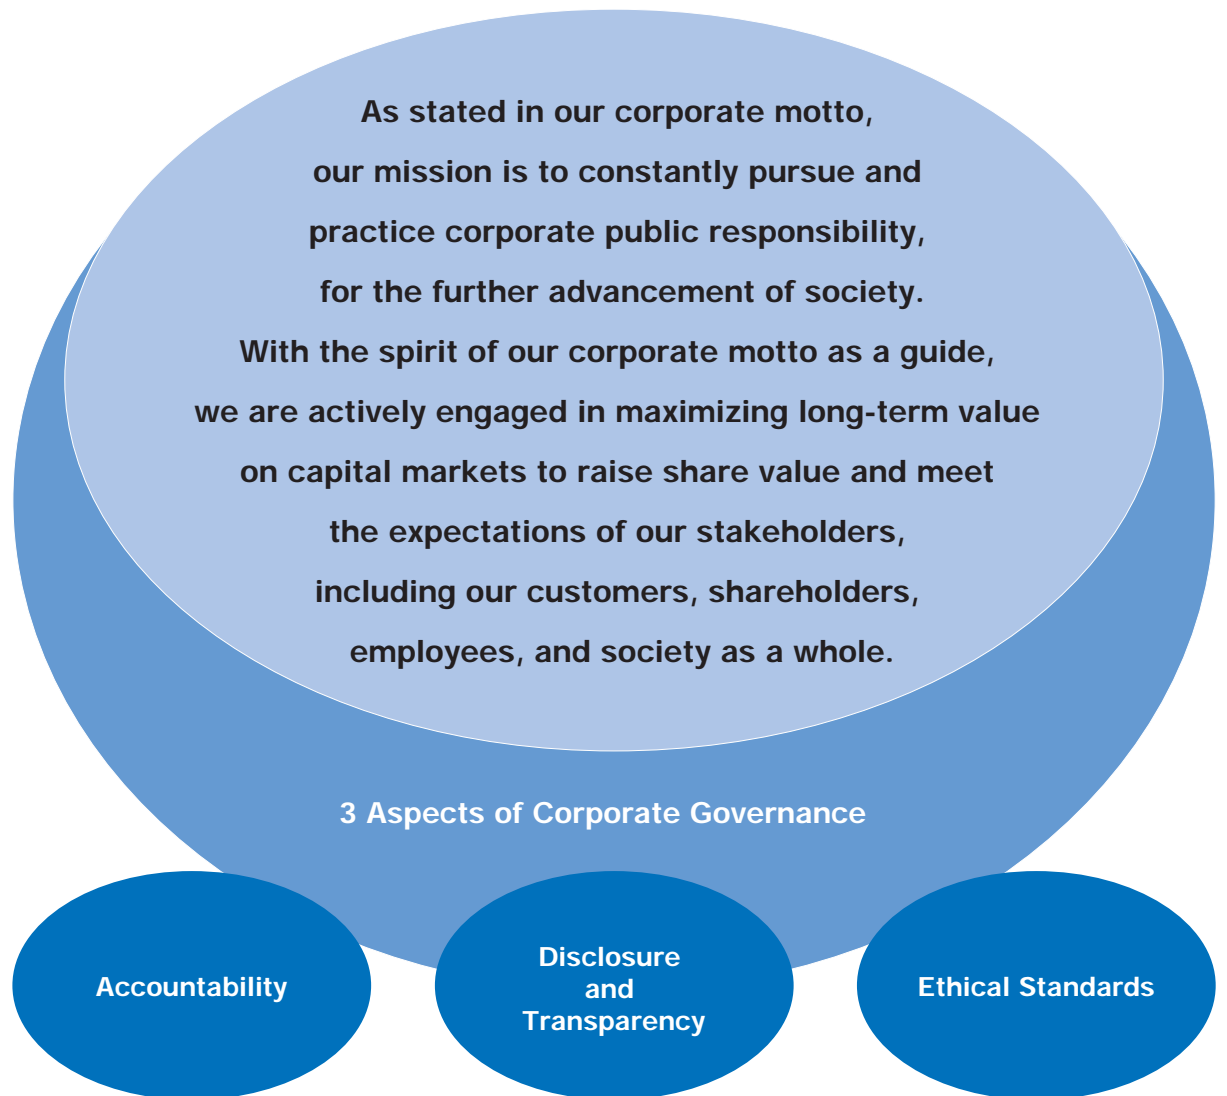 As stated in our corporate motto,
our mission is to constantly pursue and
practice corporate public responsibility,
for the further advancement of society.
With the spirit of our corporate motto as a guide,
we are actively engaged in maximizing long-term value
on capital markets to raise share value and meet
the expectations of our stakeholders,
including our customers, shareholders,
employees, and society as a whole.
3 Aspects of Corporate Governance
Accountability
Disclosure
and
Transparency
Ethical Standards